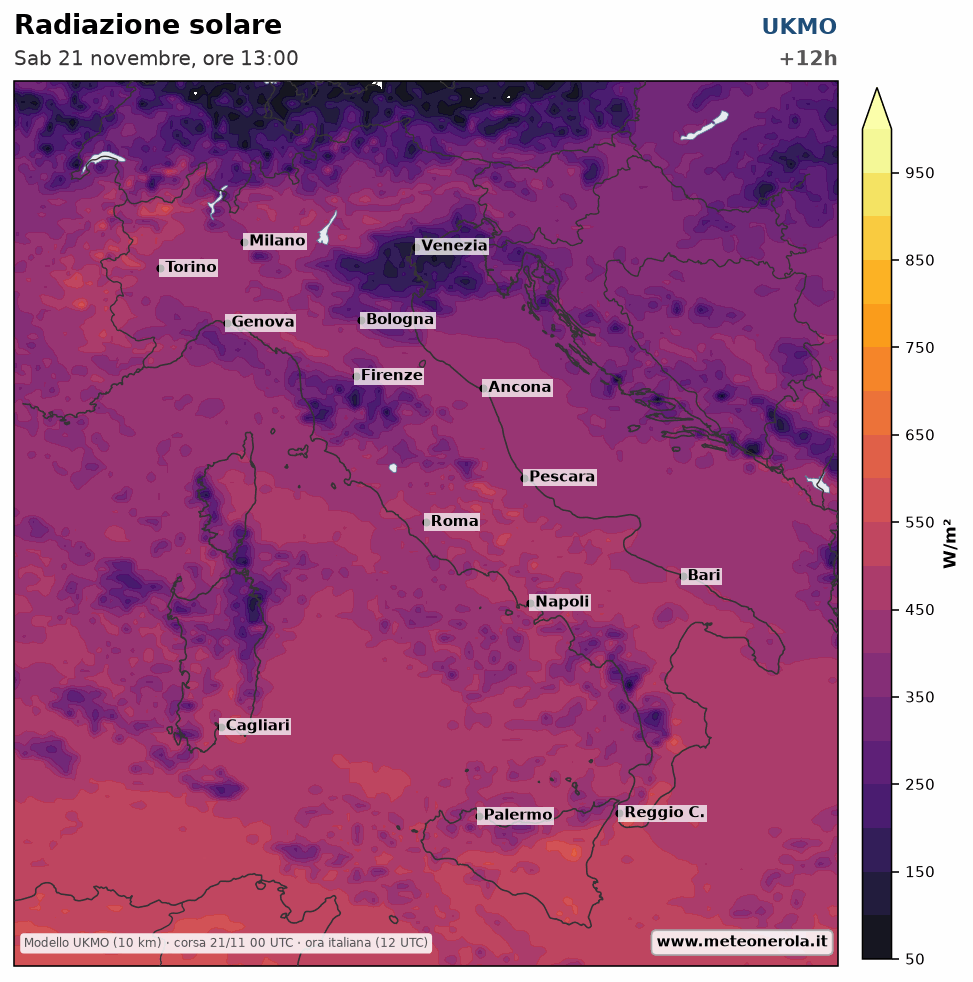 Radiazione solare
UKMO
Sab 21 novembre, ore 13:00
+12h
Milano
Venezia
Torino
Genova
Bologna
Firenze
Ancona
Pescara
Roma
Bari
Napoli
Cagliari
Palermo
Reggio C.
950
850
750
650
550
450
350
250
150
50
W/m²
Modello UKMO (10 km) · corsa 21/11 00 UTC · ora italiana (12 UTC)
www.meteonerola.it